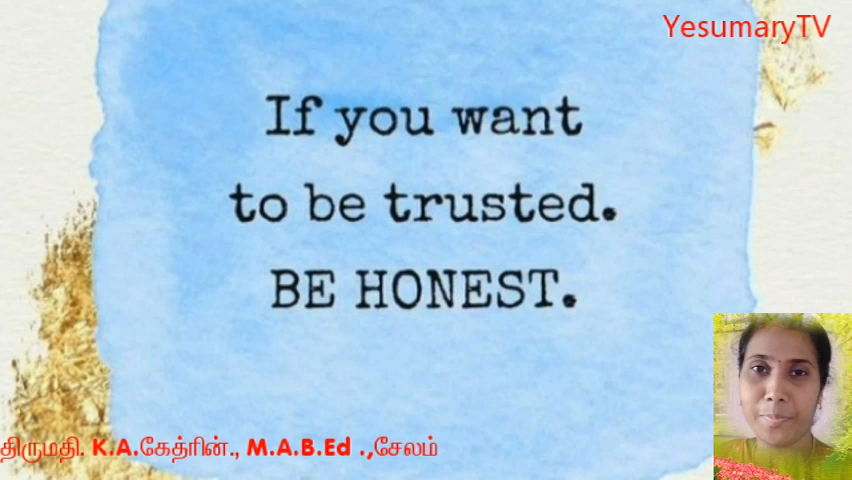 YesumaryTV
If you want
to be trusted.
BE HONEST.
திருமதி. K.A.கேத்ரின்., M.A.B.Ed .,சேலம்